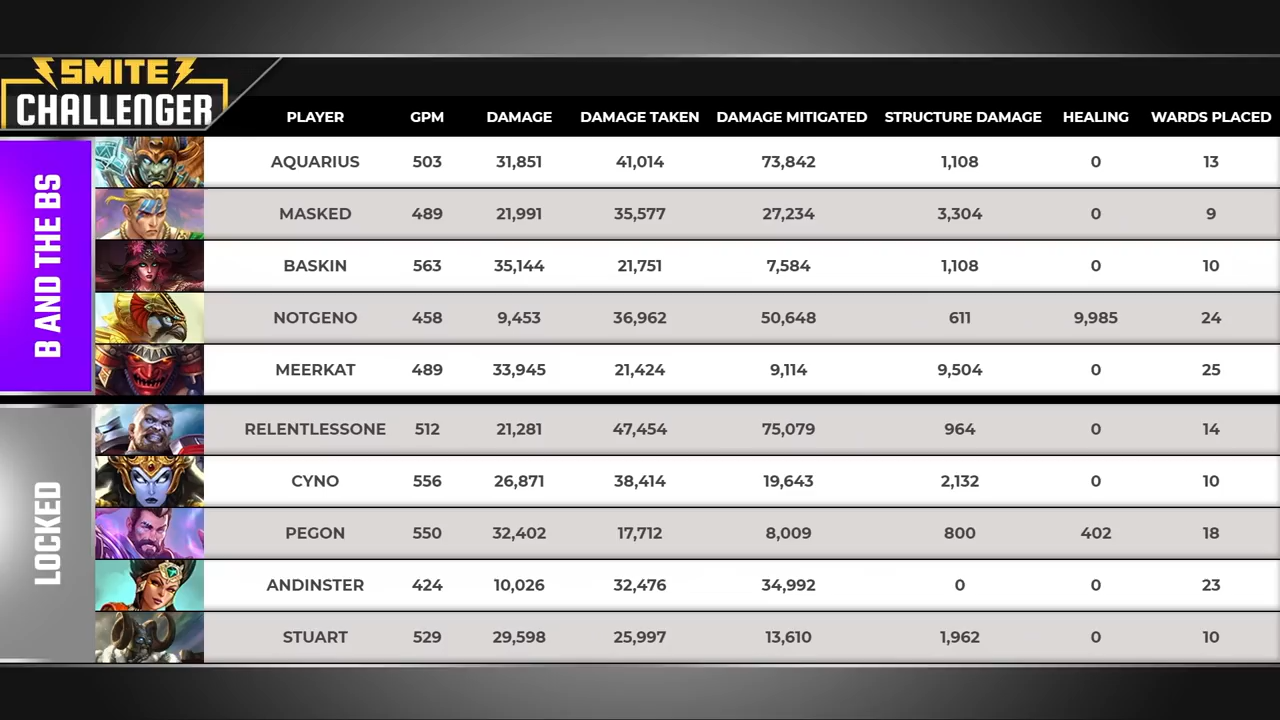 SMITE
CHALLENGER
PLAYER GPM DAMAGE DAMAGE TAKEN DAMAGE MITIGATED STRUCTURE DAMAGE HEALING WARDS PLACED
B AND THE BS
AQUARIUS 503 31,851 41,014 73,842 1,108 0 13
MASKED 489 21,991 35,577 27,234 3,304 0 9
BASKIN 563 35,144 21,751 7,584 1,108 0 10
NOTGENO 458 9,453 36,962 50,648 611 9,985 24
MEERKAT 489 33,945 21,424 9,114 9,504 0 25
LOCKED
RELENTLESSONE 512 21,281 47,454 75,079 964 0 14
CYNO 556 26,871 38,414 19,643 2,132 0 10
PEGON 550 32,402 17,712 8,009 800 402 18
ANDINSTER 424 10,026 32,476 34,992 0 0 23
STUART 529 29,598 25,997 13,610 1,962 0 10